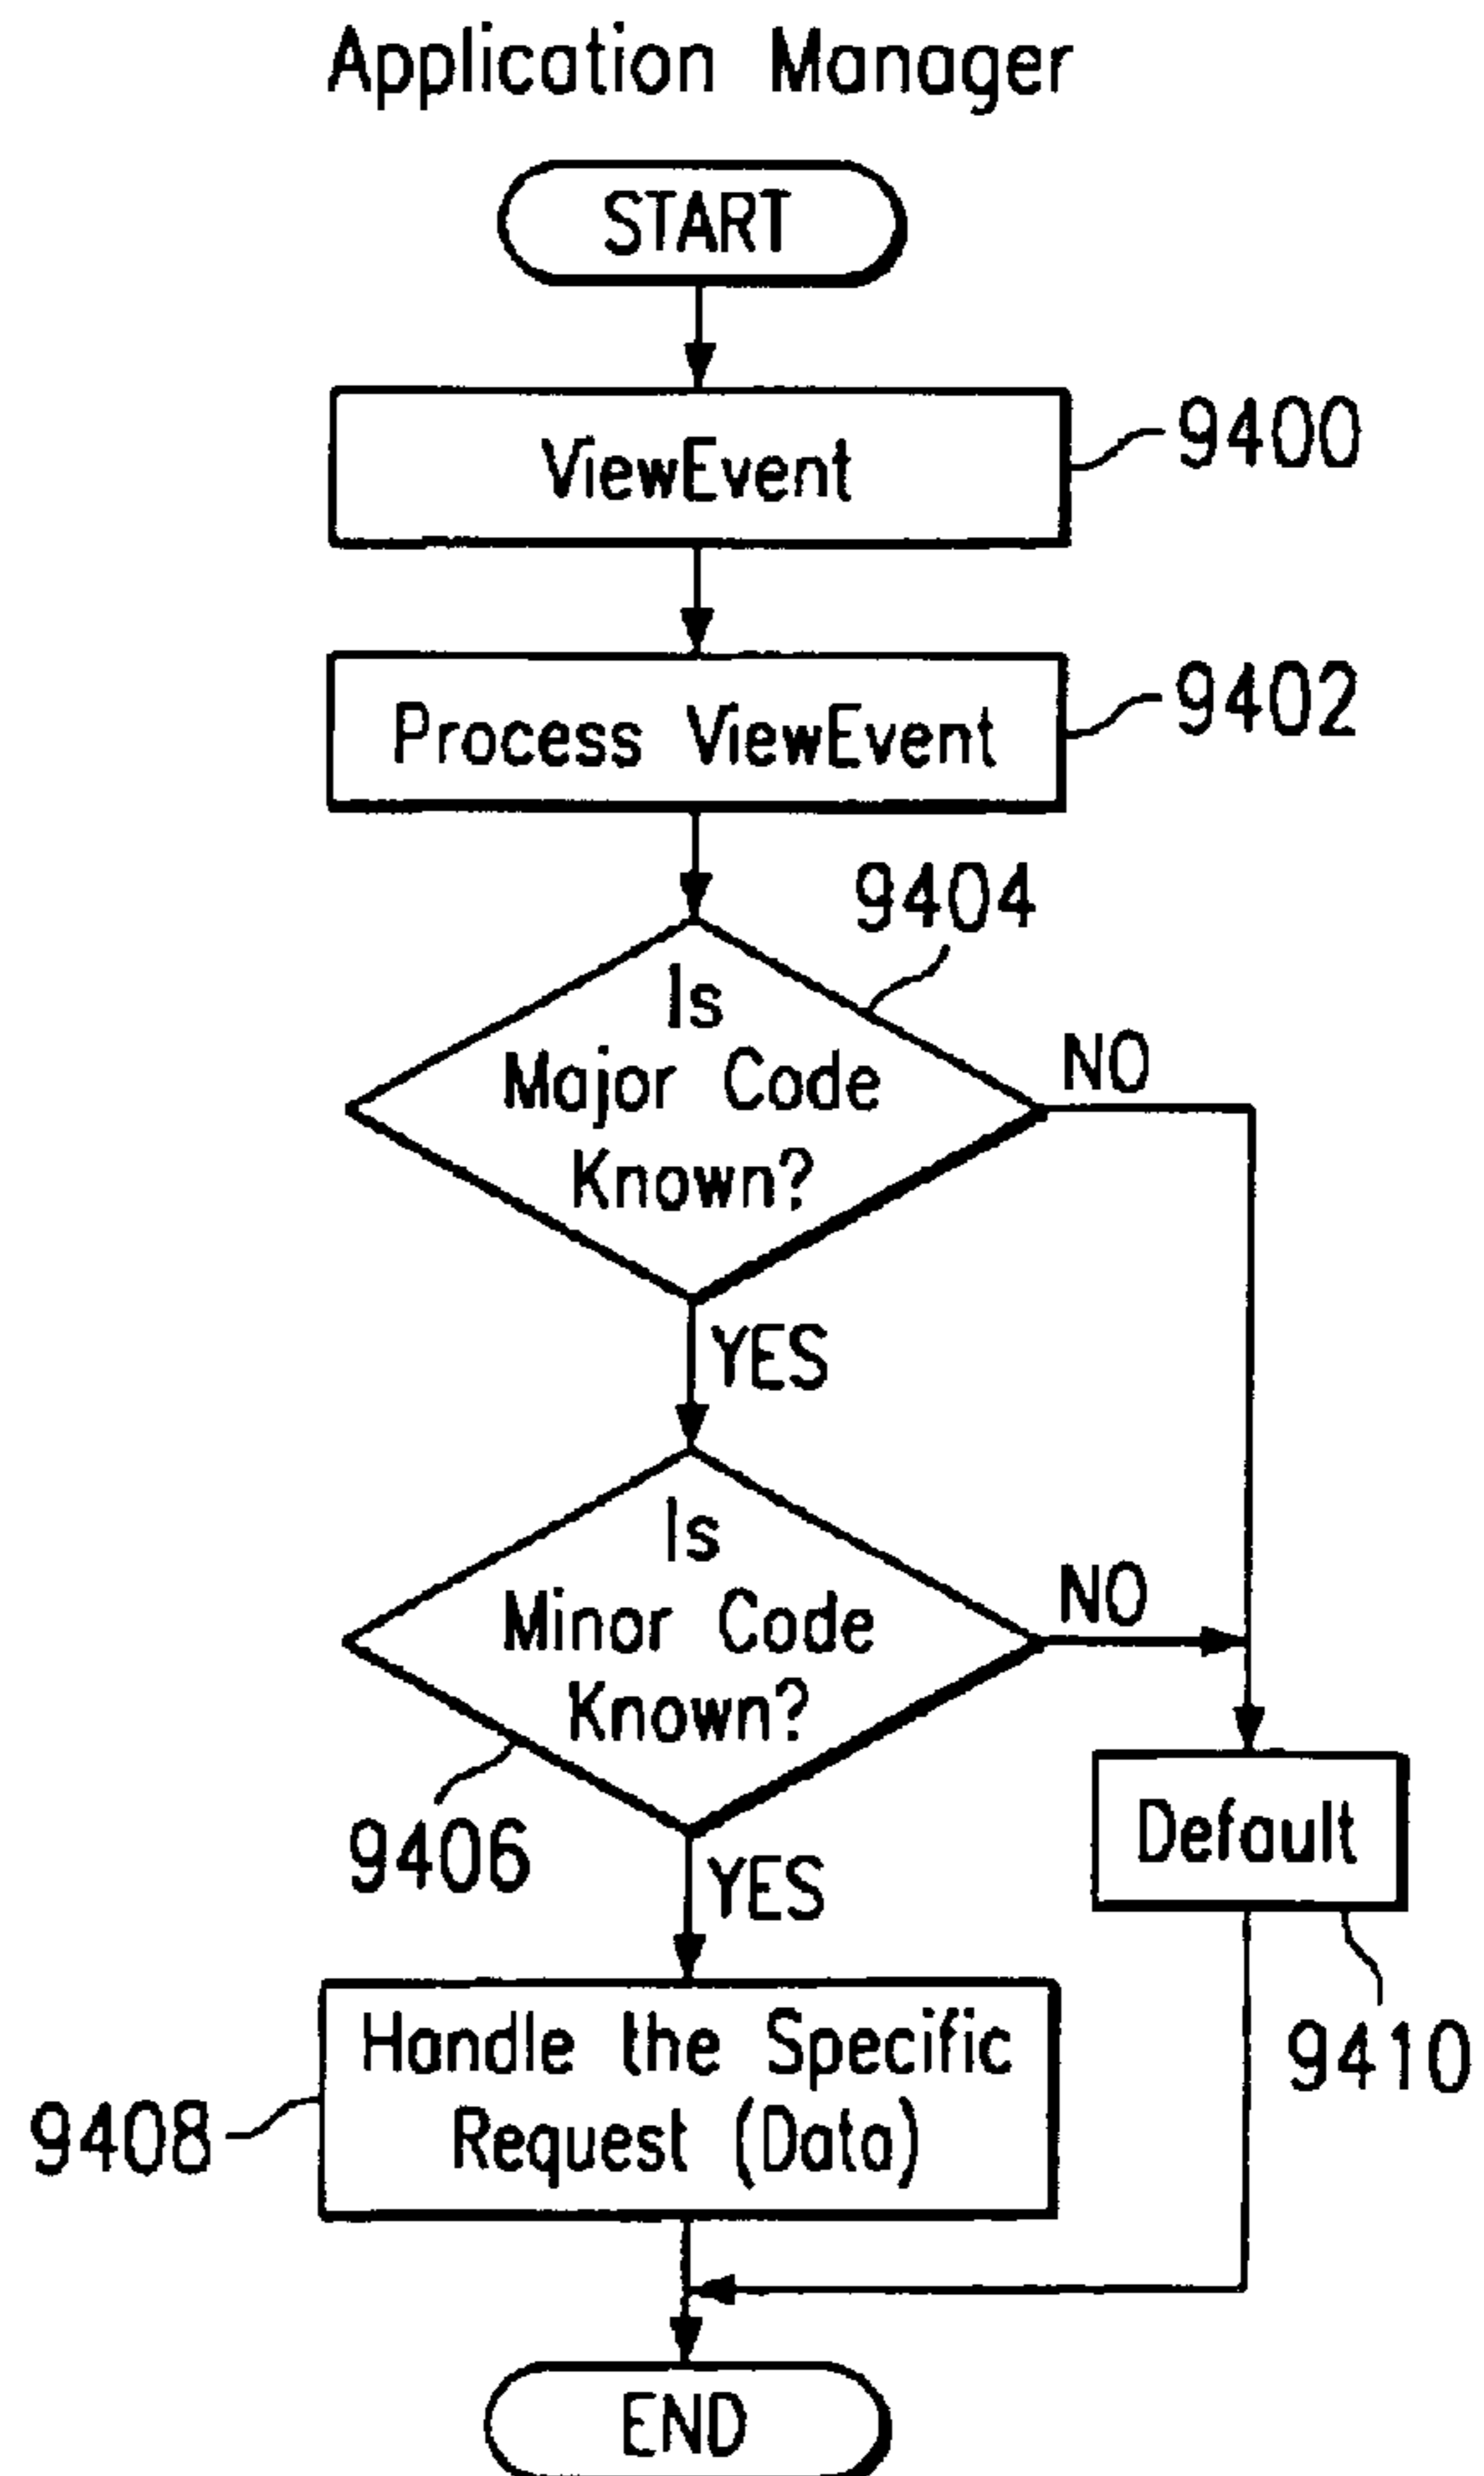 Application Manager
START
ViewEvent
9400
Process ViewEvent
9402
9404
Is
Major Code
Known?
NO
YES
Is
Minor Code
Known?
NO
9406
YES
Default
9410
Handle the Specific
Request (Data)
9408
END